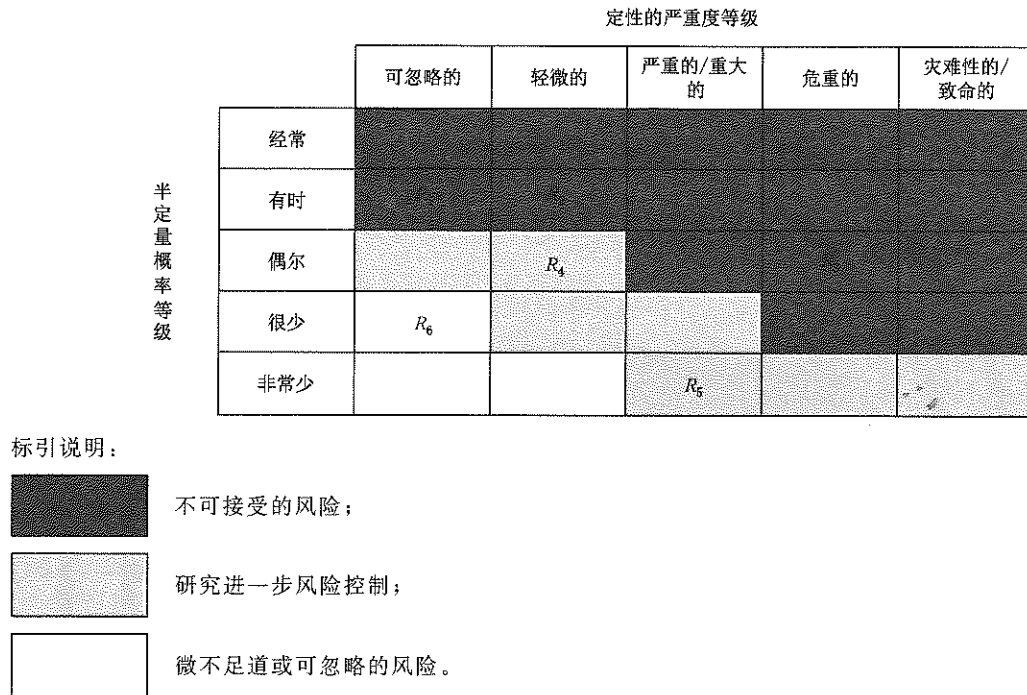 定性的严重度等级
可忽略的 轻微的 严重的/重大的 危重的 灾难性的/致命的
半定量概率等级
经常
有时
偶尔 R₄
很少 R₆
非常少 R₅
标引说明：
不可接受的风险；
研究进一步风险控制；
微不足道或可忽略的风险。